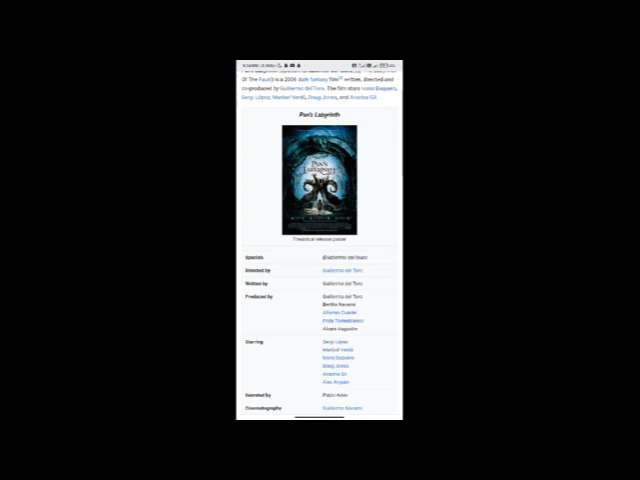 Of The Faun') is a 2006 dark fantasy film written, directed and
co-produced by Guillermo del Toro. The film stars Ivana Baquero,
Sergi López, Maribel Verdú, Doug Jones, and Ariadna Gil.
Pan's Labyrinth
PAN'S
LABYRINTH
Theatrical release poster
Spanish
Directed by
Guillermo del Toro
Written by
Guillermo del Toro
Produced by
Guillermo del Toro
Bertha Navarro
Alfonso Cuarón
Frida Torresblanco
Alvaro Augustin
Starring
Sergi López
Maribel Verdú
Ivana Baquero
Doug Jones
Ariadna Gil
Álex Angulo
Narrated by
Pablo Adán
Cinematography
Guillermo Navarro